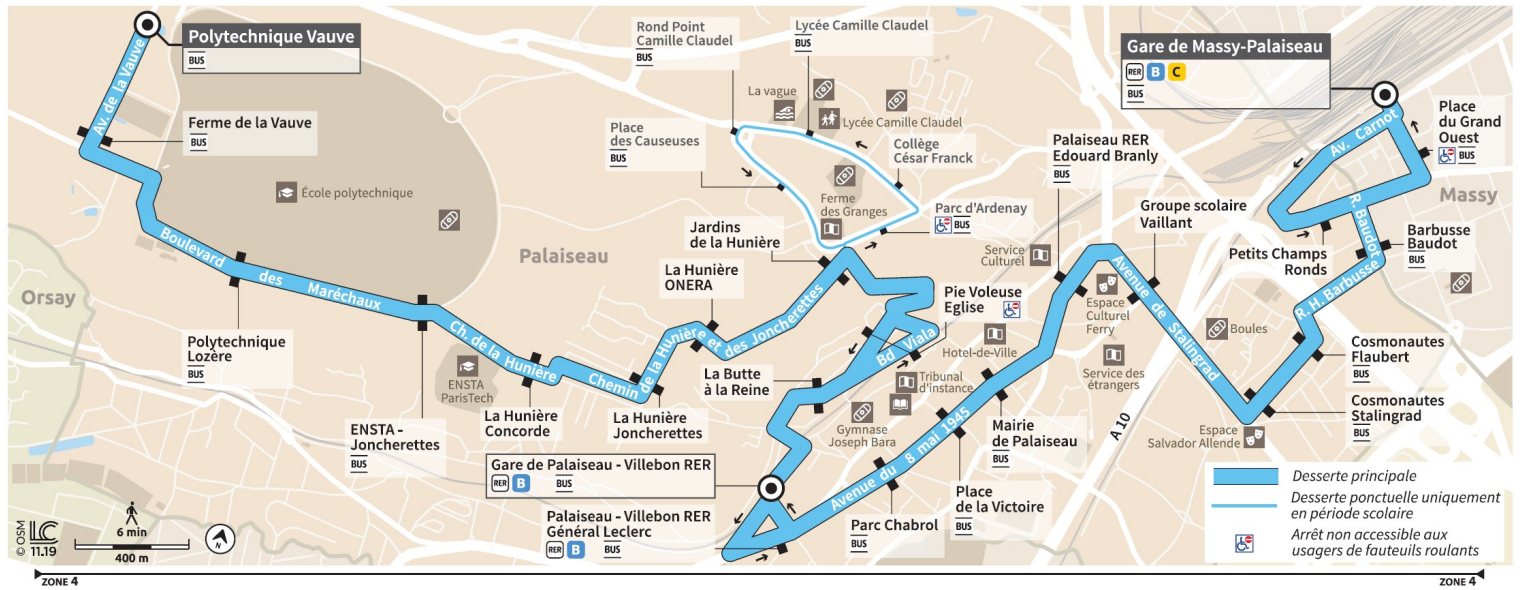 Polytechnique Vauve
BUS
Av. de la Vauve
Ferme de la Vauve
BUS
École polytechnique
Boulevard des Maréchaux
Orsay
Polytechnique
Lozère
BUS
Palaiseau
ENSTA -
Joncherettes
BUS
ENSTA
ParisTech
Ch. de la Hunière
La Hunière
Concorde
Chemin de la Hunière et des Joncherettes
La Hunière
Joncherettes
La Hunière
ONERA
Jardins
de la Hunière
Rond Point
Camille Claudel
BUS
Lycée Camille Claudel
BUS
La vague
Lycée Camille Claudel
Place
des Causeuses
BUS
Collège
César Franck
Ferme
des Granges
Parc d'Ardenay
BUS
Pie Voleuse
Eglise
Bd Viala
La Butte
à la Reine
Hotel-de-Ville
Tribunal
d'instance
Gymnase
Joseph Bara
Gare de Palaiseau - Villebon RER
RER B BUS
Palaiseau - Villebon RER
Général Leclerc
RER B BUS
Avenue du 8 mai 1945
Parc Chabrol
BUS
Place
de la Victoire
BUS
Mairie
de Palaiseau
BUS
Service
Culturel
Palaiseau RER
Edouard Branly
BUS
Espace
Culturel
Ferry
Service des
étrangers
Groupe scolaire
Vaillant
Avenue de Stalingrad
A 10
Boules
Espace
Salvador Allende
Cosmonautes
Stalingrad
BUS
Cosmonautes
Flaubert
R. H. Barbusse
Barbusse
Baudot
BUS
R. Baudot
Petits Champs
Ronds
Massy
Place
du Grand
Ouest
BUS
Av. Carnot
Gare de Massy-Palaiseau
RER B C
BUS
Desserte principale
Desserte ponctuelle uniquement
en période scolaire
Arrêt non accessible aux
usagers de fauteuils roulants
© OSM
LC
11.19
6 min
400 m
ZONE 4
ZONE 4